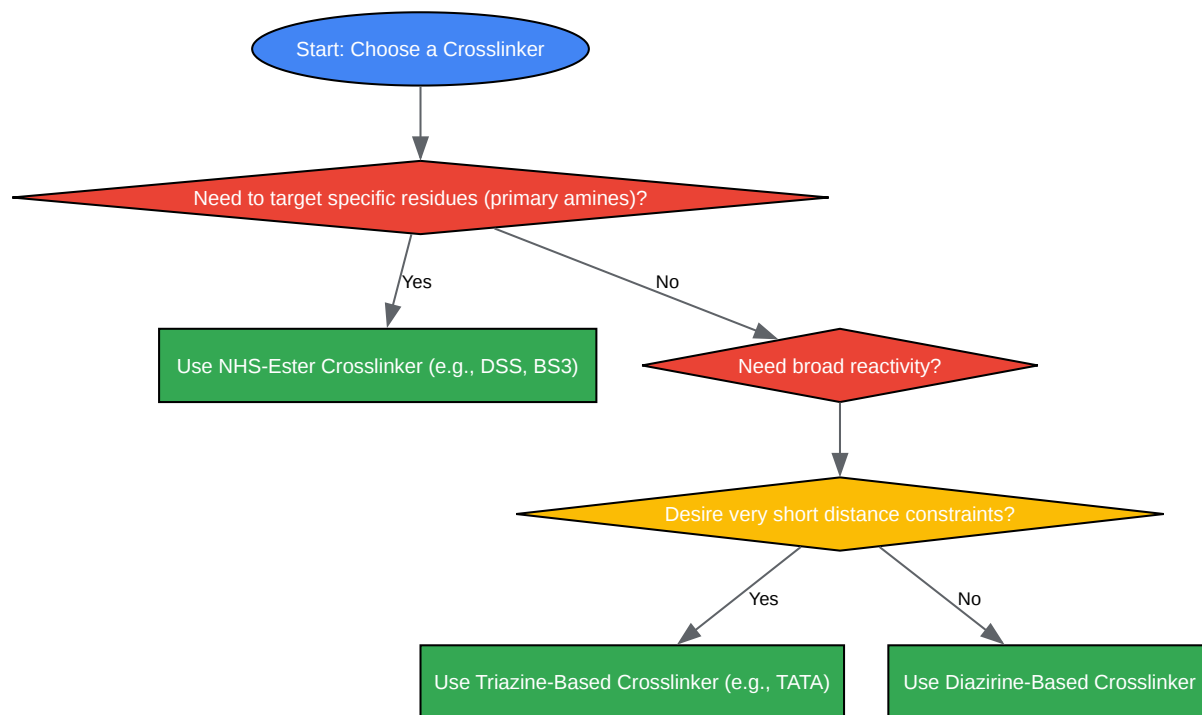 Start: Choose a Crosslinker
Need to target specific residues (primary amines)?
Yes
No
Use NHS-Ester Crosslinker (e.g., DSS, BS3)
Need broad reactivity?
Desire very short distance constraints?
Yes
No
Use Triazine-Based Crosslinker (e.g., TATA)
Use Diazirine-Based Crosslinker